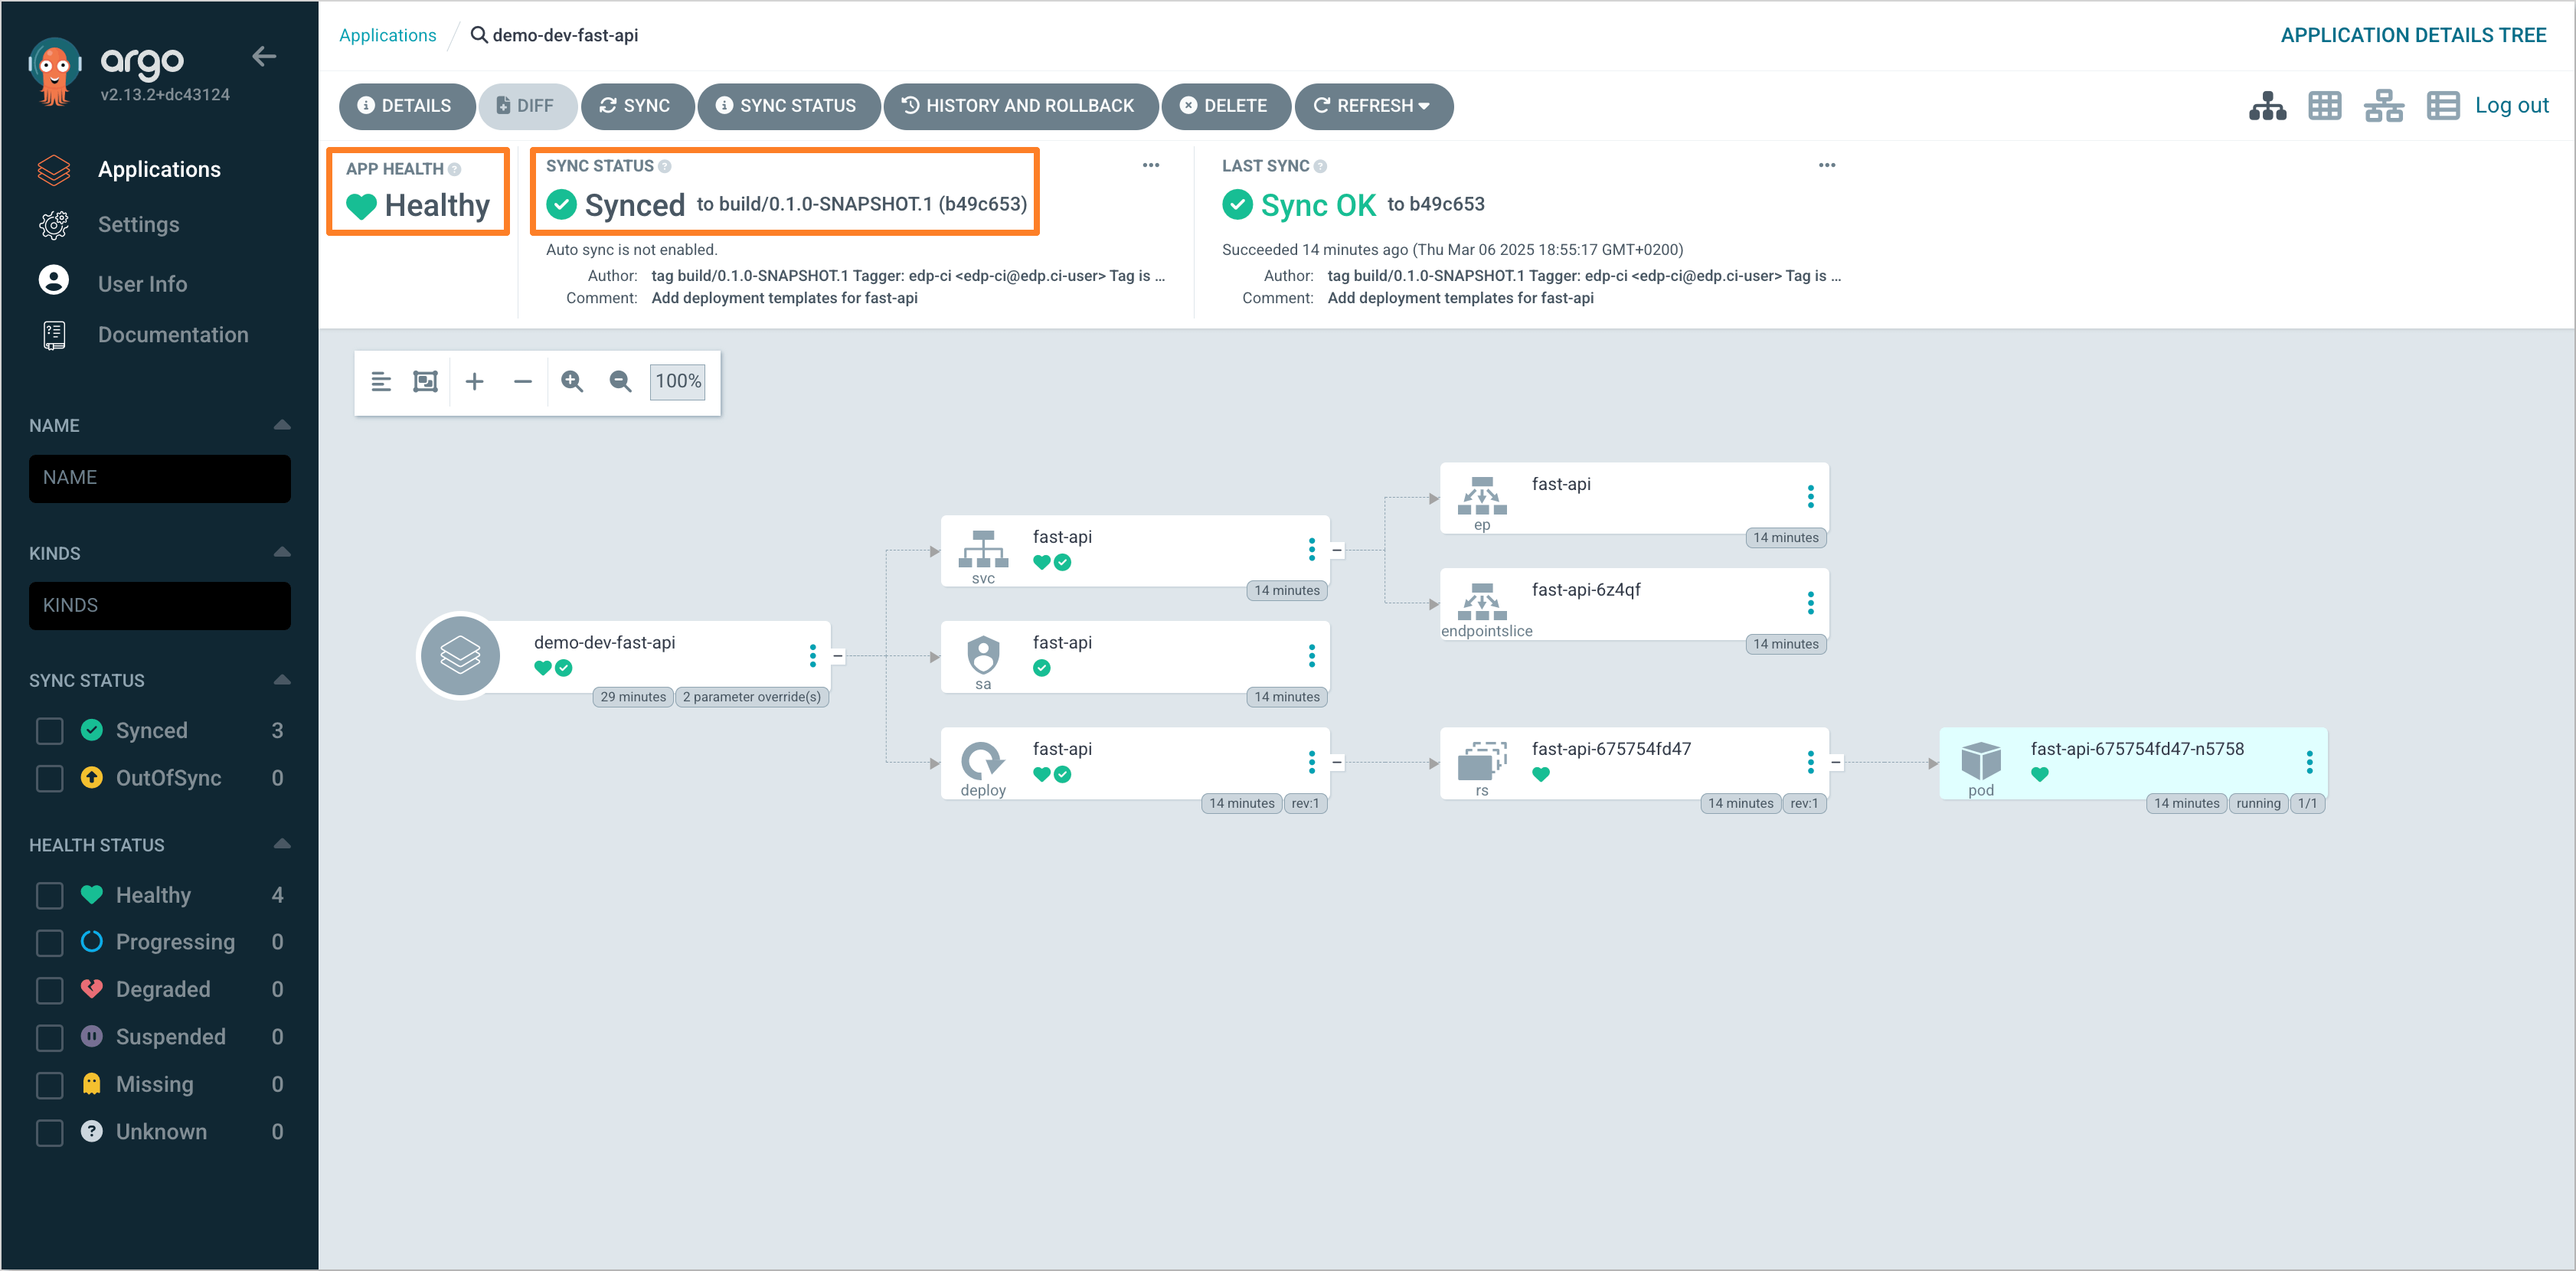 argo
v2.13.2+dc43124
Applications
Settings
User Info
Documentation
NAME
NAME
KINDS
KINDS
SYNC STATUS
Synced 3
OutOfSync 0
HEALTH STATUS
Healthy 4
Progressing 0
Degraded 0
Suspended 0
Missing 0
Unknown 0
Applications / demo-dev-fast-api
APPLICATION DETAILS TREE
DETAILS DIFF SYNC SYNC STATUS HISTORY AND ROLLBACK DELETE REFRESH
Log out
APP HEALTH
Healthy
SYNC STATUS
Synced to build/0.1.0-SNAPSHOT.1 (b49c653)
Auto sync is not enabled.
Author: tag build/0.1.0-SNAPSHOT.1 Tagger: edp-ci <edp-ci@edp.ci-user> Tag is ...
Comment: Add deployment templates for fast-api
LAST SYNC
Sync OK to b49c653
Succeeded 14 minutes ago (Thu Mar 06 2025 18:55:17 GMT+0200)
Author: tag build/0.1.0-SNAPSHOT.1 Tagger: edp-ci <edp-ci@edp.ci-user> Tag is ...
Comment: Add deployment templates for fast-api
100%
demo-dev-fast-api
29 minutes 2 parameter override(s)
fast-api
svc
14 minutes
fast-api
sa
14 minutes
fast-api
deploy
14 minutes rev:1
fast-api
ep
14 minutes
fast-api-6z4qf
endpointslice
14 minutes
fast-api-675754fd47
rs
14 minutes rev:1
fast-api-675754fd47-n5758
pod
14 minutes running 1/1